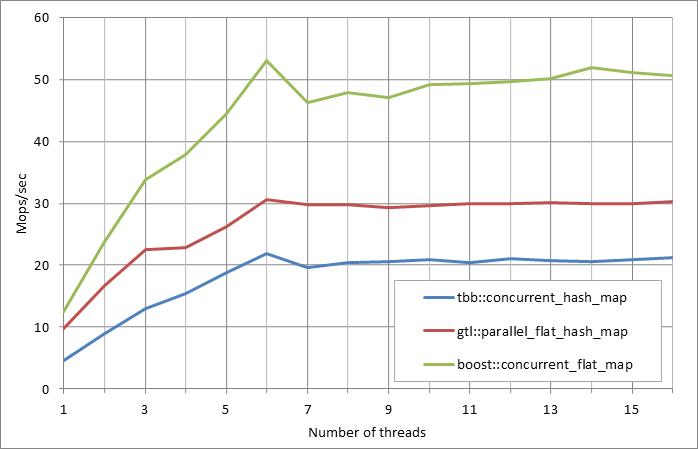 60
50
40
30
20
10
0
Mops/sec
1 3 5 7 9 11 13 15
Number of threads
tbb::concurrent_hash_map
gtl::parallel_flat_hash_map
boost::concurrent_flat_map